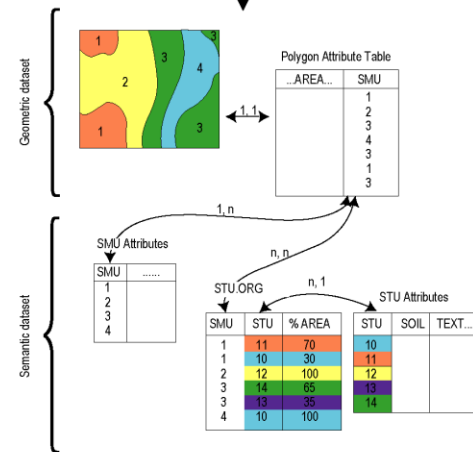 Geometric dataset
1
3
3
2
4
1
3
1, 1
Polygon Attribute Table
...AREA... SMU
1
2
3
4
3
1
3
Semantic dataset
1, n
n, n
SMU Attributes
SMU ......
1
2
3
4
STU.ORG
n, 1
STU Attributes
SMU STU % AREA
1 11 70
1 10 30
2 12 100
3 14 65
3 13 35
4 10 100
STU SOIL TEXT...
10
11
12
13
14